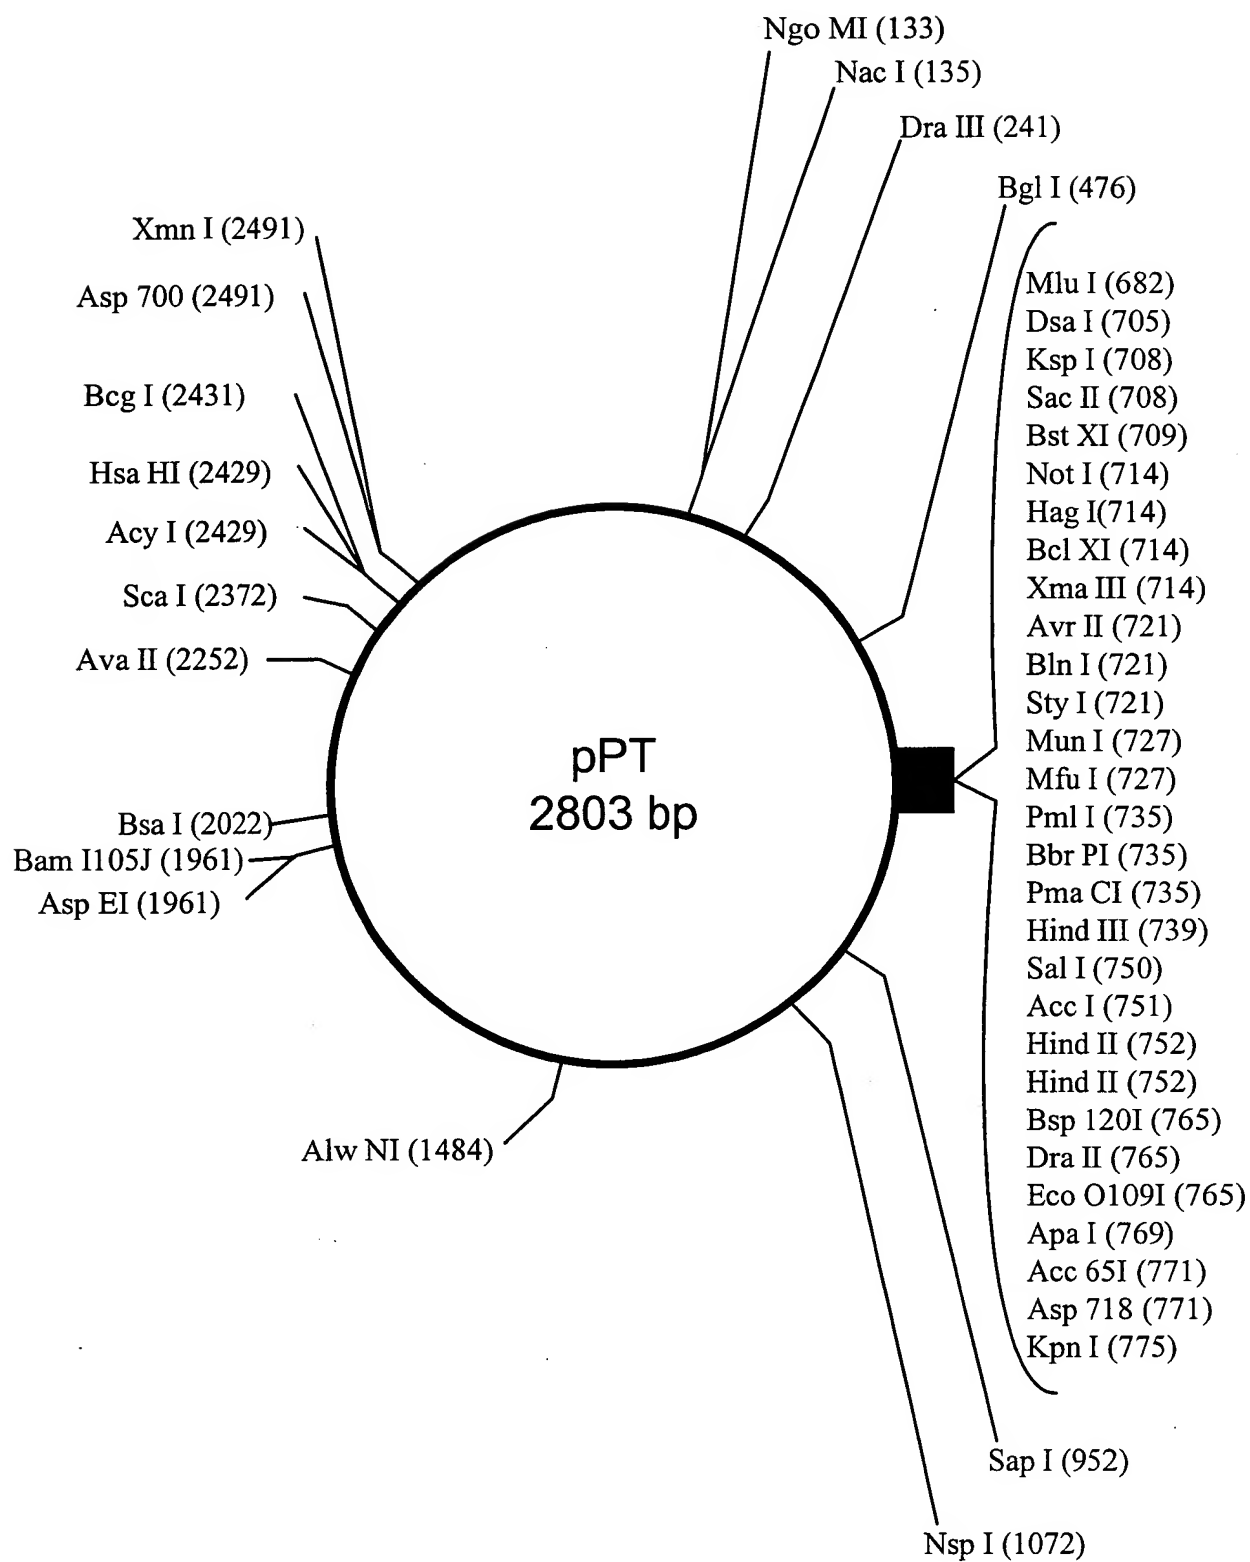 Ngo MI (133)
Nac I (135)
Dra III (241)
Bgl I (476)
Mlu I (682)
Dsa I (705)
Ksp I (708)
Sac II (708)
Bst XI (709)
Not I (714)
Hag I(714)
Bcl XI (714)
Xma III (714)
Avr II (721)
Bln I (721)
Sty I (721)
Mun I (727)
Mfu I (727)
Pml I (735)
Bbr PI (735)
Pma CI (735)
Hind III (739)
Sal I (750)
Acc I (751)
Hind II (752)
Hind II (752)
Bsp 120I (765)
Dra II (765)
Eco O109I (765)
Apa I (769)
Acc 65I (771)
Asp 718 (771)
Kpn I (775)
Sap I (952)
Nsp I (1072)
Alw NI (1484)
Asp EI (1961)
Bam I105J (1961)
Bsa I (2022)
Ava II (2252)
Sca I (2372)
Acy I (2429)
Hsa HI (2429)
Bcg I (2431)
Asp 700 (2491)
Xmn I (2491)
pPT
2803 bp